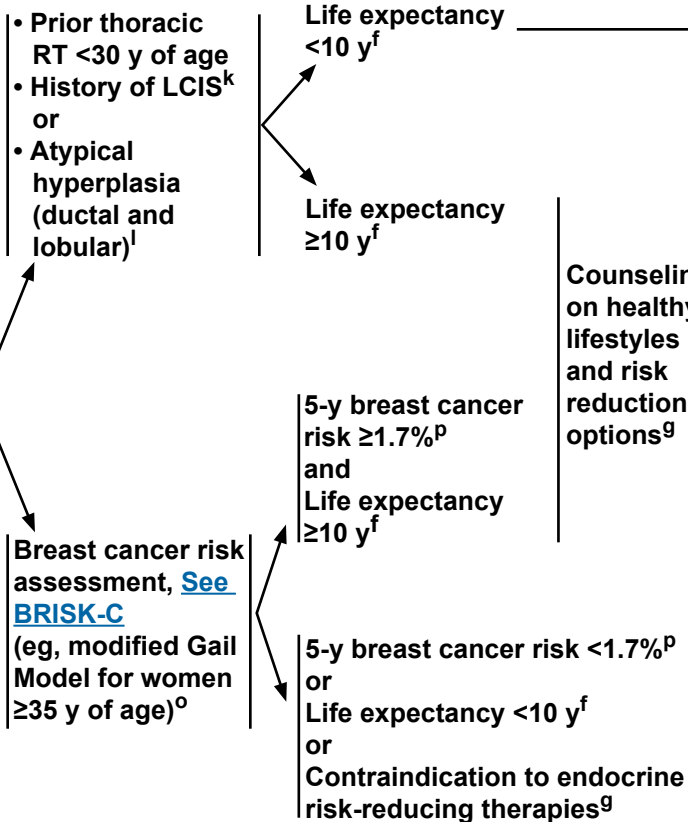 • Prior thoracic
RT <30 y of age
• History of LCISk
or
• Atypical
hyperplasia
(ductal and
lobular)l
Life expectancy
<10 yf
Life expectancy
≥10 yf
Counselin
on healthy
lifestyles
and risk
reduction
optionsg
Breast cancer risk
assessment, See
BRISK-C
(eg, modified Gail
Model for women
≥35 y of age)o
5-y breast cancer
risk ≥1.7%p
and
Life expectancy
≥10 yf
5-y breast cancer risk <1.7%p
or
Life expectancy <10 yf
or
Contraindication to endocrine
risk-reducing therapiesg